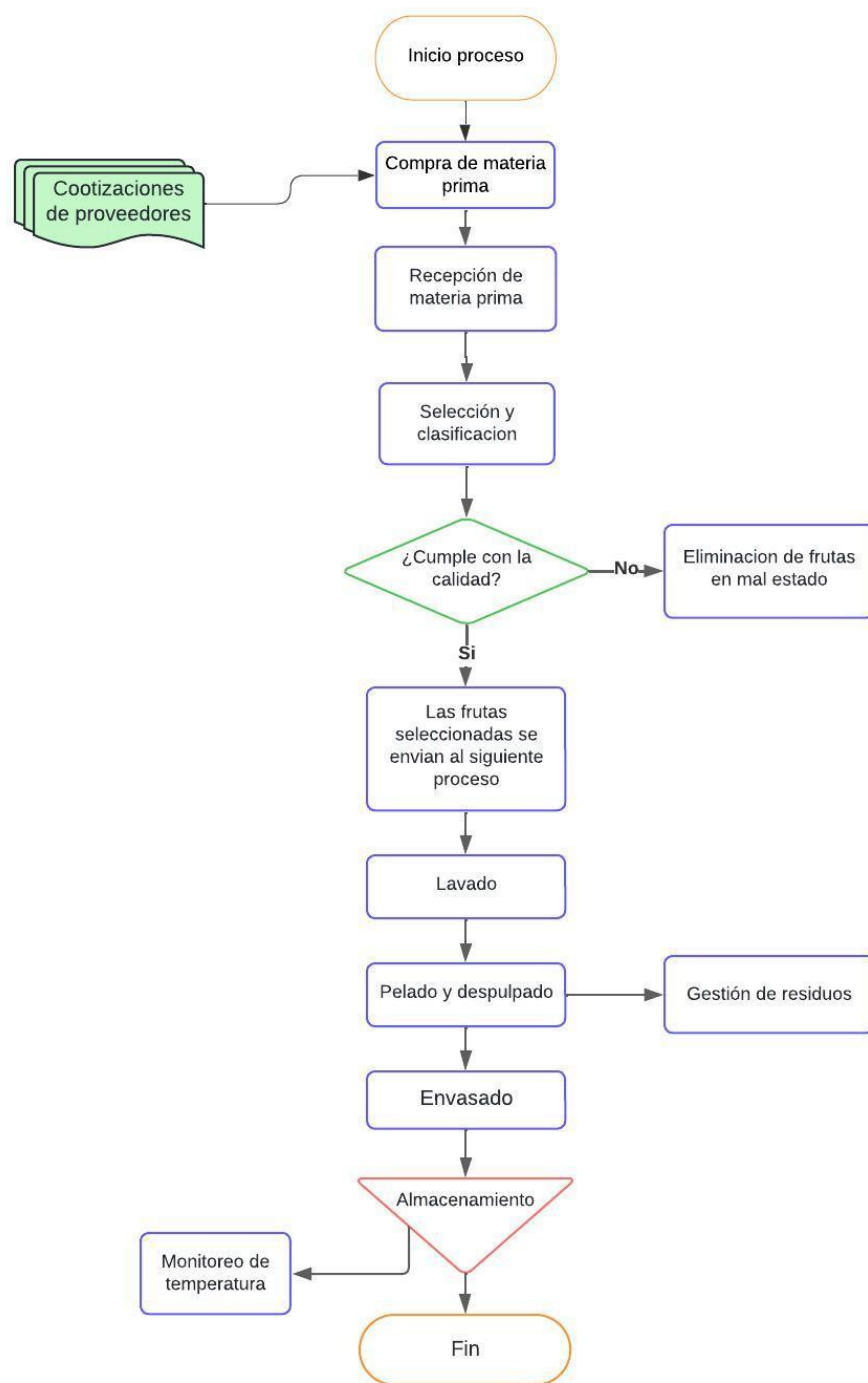 Inicio proceso
Compra de materia
prima
Cootizaciones
de proveedores
Recepción de
materia prima
Selección y
clasificacion
¿Cumple con la
calidad?
No
Eliminacion de frutas
en mal estado
Si
Las frutas
seleccionadas se
envian al siguiente
proceso
Lavado
Pelado y despulpado
Gestión de residuos
Envasado
Almacenamiento
Monitoreo de
temperatura
Fin